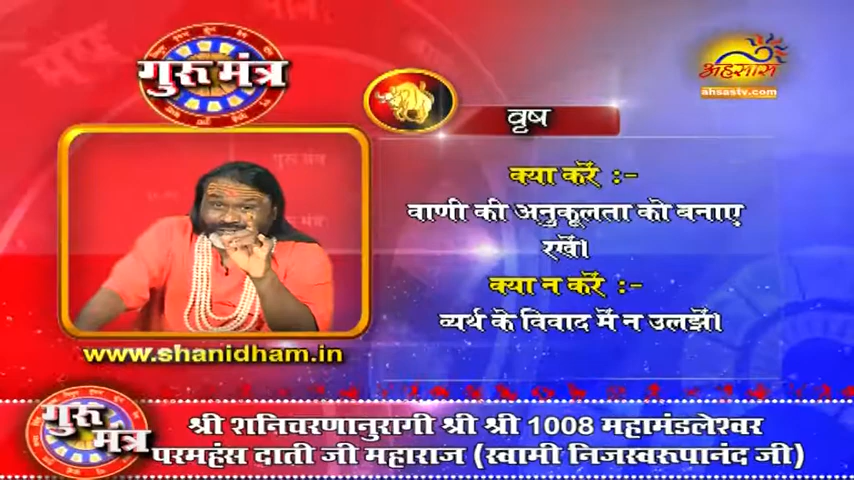 गुरु मंत्र
अहसास
ahsastv.com
वृष
क्या करें :-
वाणी की अनुकूलता को बनाए
रखें।
क्या न करें :-
व्यर्थ के विवाद में न उलझें।
www.shanidham.in
गुरु
मंत्र
श्री शनिचरणानुरागी श्री श्री 1008 महामंडलेश्वर
परमहंस दाती जी महाराज (स्वामी निजस्वरूपानंद जी)